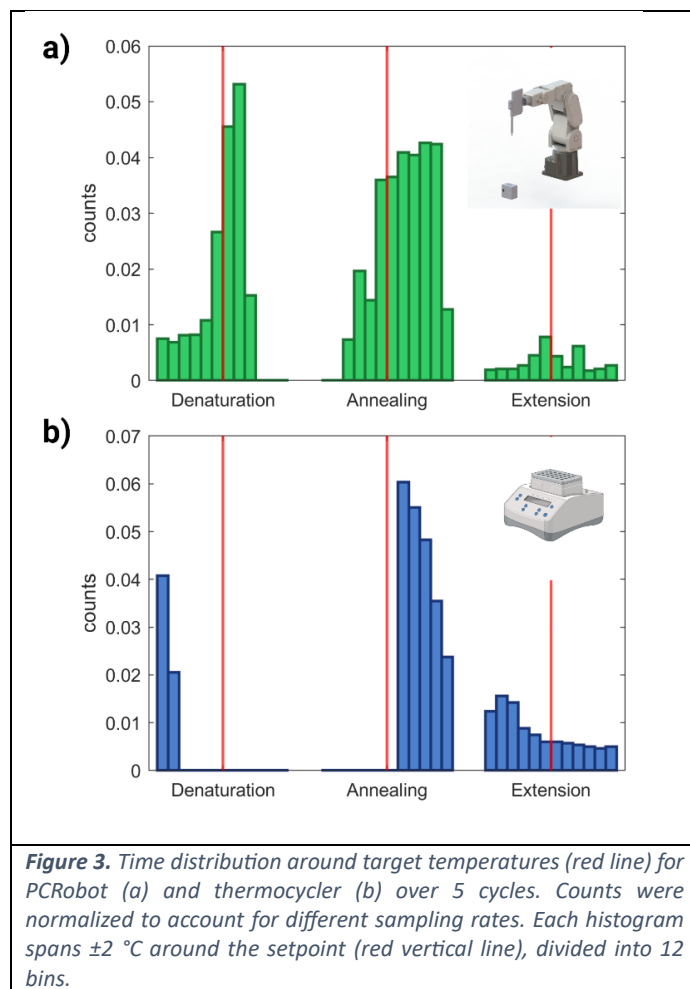 a)
0.06
0.05
0.04
0.03
0.02
0.01
0
counts
Denaturation
Annealing
Extension
b)
0.07
0.06
0.05
0.04
0.03
0.02
0.01
0
counts
Denaturation
Annealing
Extension
Figure 3. Time distribution around target temperatures (red line) for
PCRobot (a) and thermocycler (b) over 5 cycles. Counts were
normalized to account for different sampling rates. Each histogram
spans ±2 °C around the setpoint (red vertical line), divided into 12
bins.